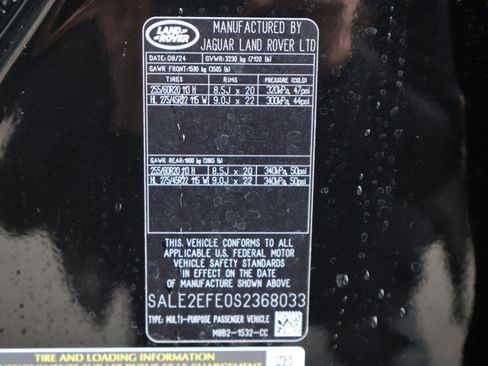 LAND ROVER
MANUFACTURED BY
JAGUAR LAND ROVER LTD
DATE: 08/24 GVWR: 3230 kg (7120 lb)
GAWR FRONT: 1590 kg (3505 lb)
TIRES RIMS PRESSURE (COLD)
255/60R20 113 H 8.5J x 20 320kPa, 47psi
HL 275/45R22 115 W 9.0J x 22 300kPa, 44psi
GAWR REAR: 1800 kg (3965 lb)
255/60R20 113 H 8.5J x 20 340kPa, 50psi
HL 275/45R22 115 W 9.0J x 22 340kPa, 50psi
THIS VEHICLE CONFORMS TO ALL
APPLICABLE U.S. FEDERAL MOTOR
VEHICLE SAFETY STANDARDS
IN EFFECT ON THE DATE OF
MANUFACTURE SHOWN ABOVE
SALE2EFE0S2368033
TYPE: MULTI-PURPOSE PASSENGER VEHICLE
M8B2-1532-CC
TIRE AND LOADING INFORMATION